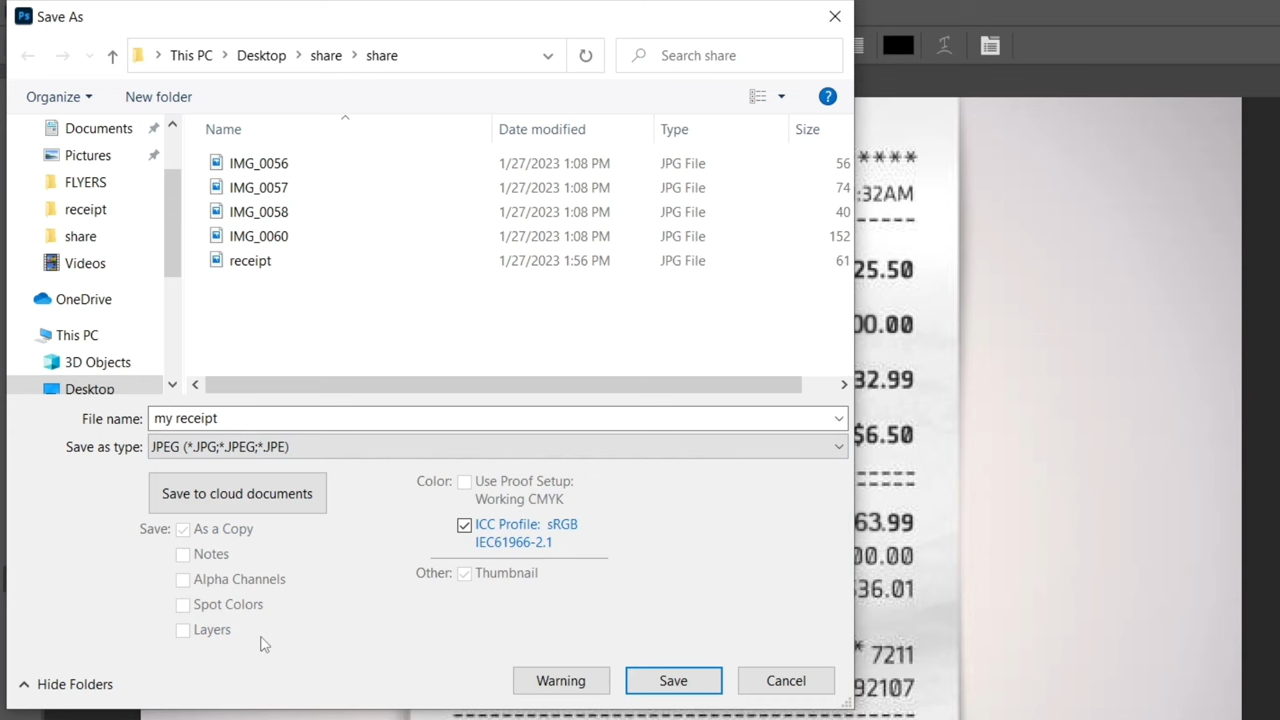 Ps Save As
This PC Desktop share share Search share
Organize New folder ?
Name Date modified Type Size
Documents
Pictures
FLYERS
receipt
share
Videos
OneDrive
This PC
3D Objects
Desktop
IMG_0056 1/27/2023 1:08 PM JPG File 56
IMG_0057 1/27/2023 1:08 PM JPG File 74
IMG_0058 1/27/2023 1:08 PM JPG File 40
IMG_0060 1/27/2023 1:08 PM JPG File 152
receipt 1/27/2023 1:56 PM JPG File 61
File name: my receipt
Save as type: JPEG (*.JPG;*.JPEG;*.JPE)
Save to cloud documents
Save: As a Copy
Notes
Alpha Channels
Spot Colors
Layers
Color: Use Proof Setup:
Working CMYK
ICC Profile: sRGB
IEC61966-2.1
Other: Thumbnail
Hide Folders
Warning Save Cancel
****
:32AM
-----
25.50
00.00
32.99
$6.50
=====
63.99
00.00
36.01
* 7211
92107